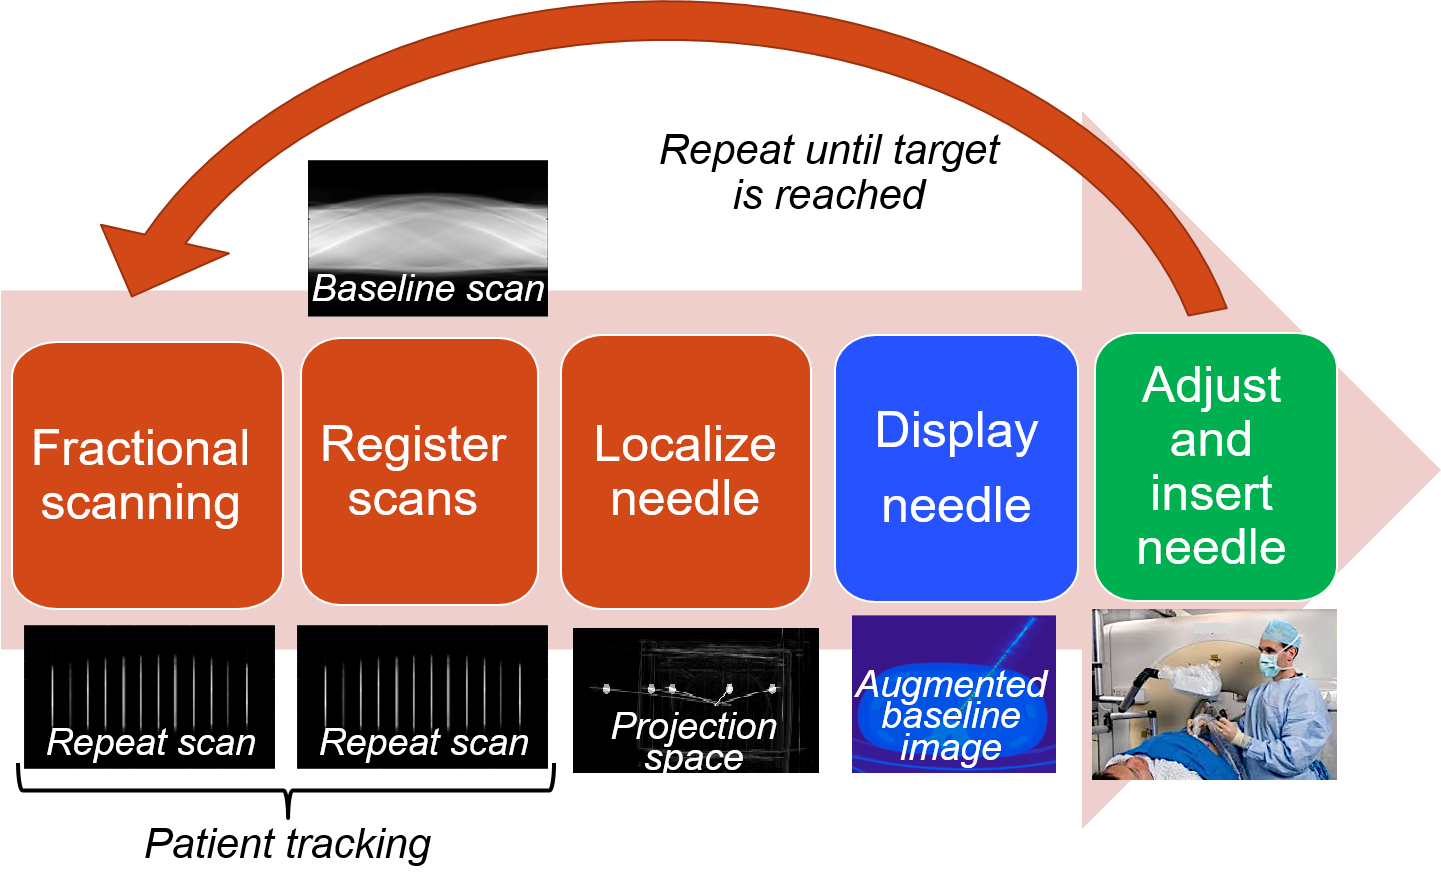 Repeat until target
is reached
Baseline scan
Fractional
scanning
Register
scans
Localize
needle
Display
needle
Adjust
and
insert
needle
Repeat scan
Repeat scan
Projection
space
Augmented
baseline
image
Patient tracking